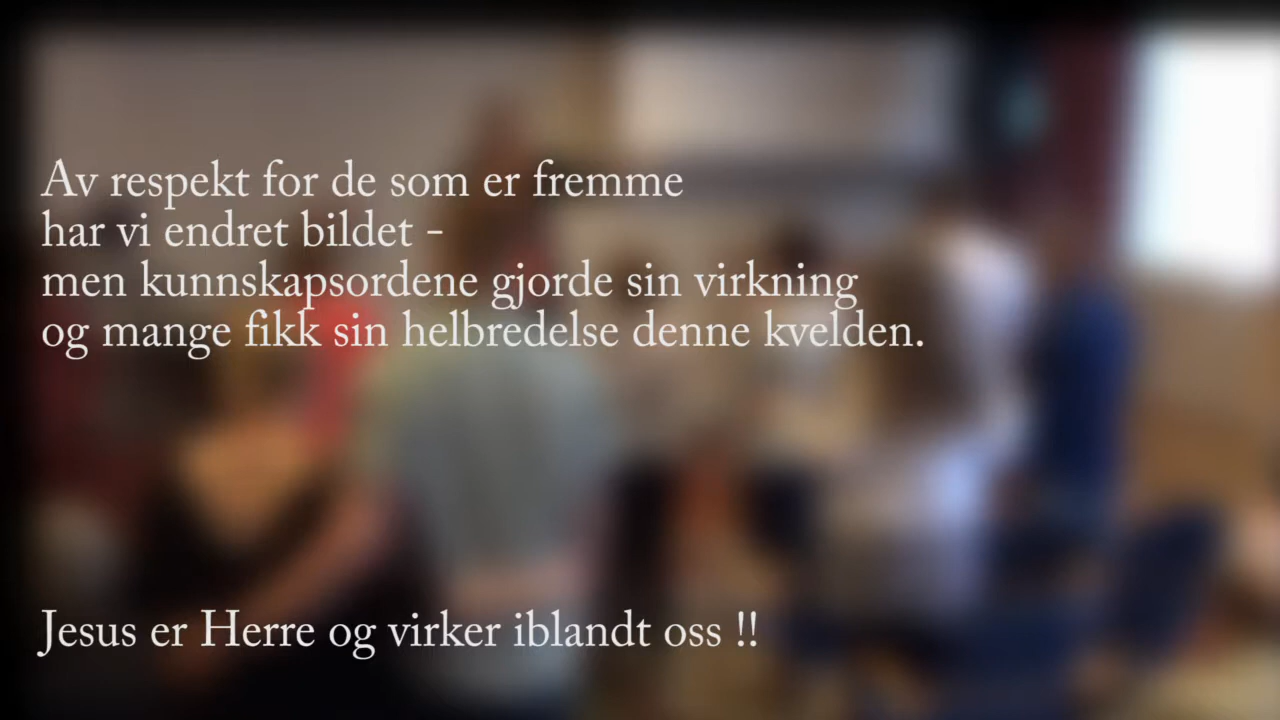 Av respekt for de som er fremme
har vi endret bildet -
men kunnskapsordene gjorde sin virkning
og mange fikk sin helbredelse denne kvelden.
Jesus er Herre og virker iblandt oss !!